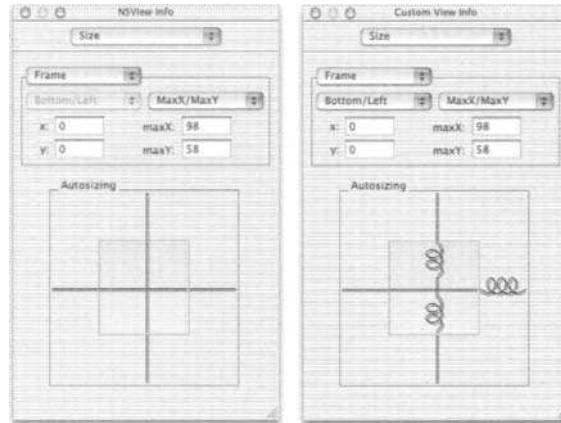 NSView Info
Size
Frame
Bottom/Left MaxX/MaxY
x: 0 maxX: 98
y: 0 maxY: 58
Autosizing
Custom View Info
Size
Frame
Bottom/Left MaxX/MaxY
x: 0 maxX: 98
y: 0 maxY: 58
Autosizing